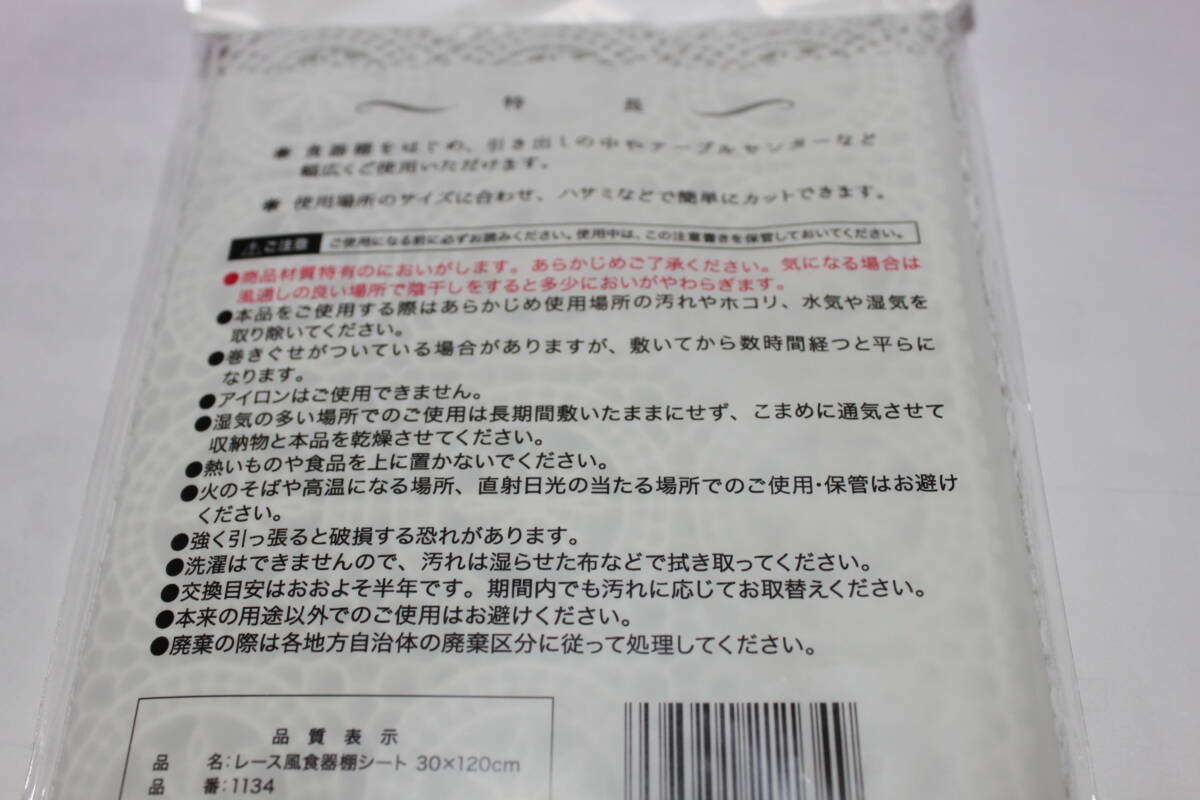 特 長
✽ 食器棚をはじめ、引き出しの中やテーブルセンターなど
幅広くご使用いただけます。
✽ 使用場所のサイズに合わせ、ハサミなどで簡単にカットできます。
⚠ご注意 ご使用になる前に必ずお読みください。使用中は、この注意書きを保管しておいてください。
●商品材質特有のにおいがします。あらかじめご了承ください。気になる場合は
風通しの良い場所で陰干しをすると多少においがやわらぎます。
●本品をご使用する際はあらかじめ使用場所の汚れやホコリ、水気や湿気を
取り除いてください。
●巻きぐせがついている場合がありますが、敷いてから数時間経つと平らに
なります。
●アイロンはご使用できません。
●湿気の多い場所でのご使用は長期間敷いたままにせず、こまめに通気させて
収納物と本品を乾燥させてください。
●熱いものや食品を上に置かないでください。
●火のそばや高温になる場所、直射日光の当たる場所でのご使用・保管はお避け
ください。
●強く引っ張ると破損する恐れがあります。
●洗濯はできませんので、汚れは湿らせた布などで拭き取ってください。
●交換目安はおおよそ半年です。期間内でも汚れに応じてお取替えください。
●本来の用途以外でのご使用はお避けください。
●廃棄の際は各地方自治体の廃棄区分に従って処理してください。
品 質 表 示
品 名：レース風食器棚シート 30×120cm
品 番：1134